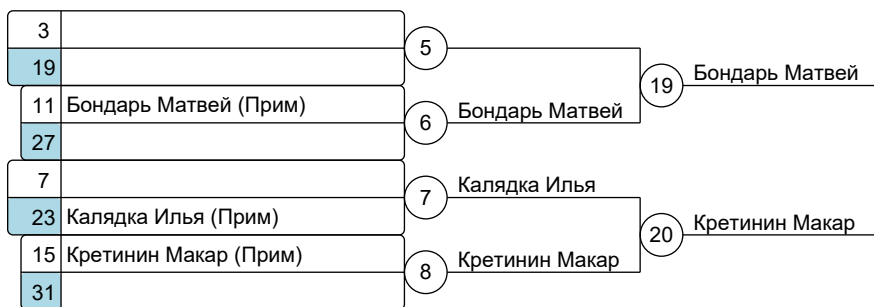 3
19
5
Бондарь Матвей
19
11 Бондарь Матвей (Прим)
27
6
Бондарь Матвей
7
23 Калядка Илья (Прим)
7
Калядка Илья
20
Кретинин Макар
15 Кретинин Макар (Прим)
31
8
Кретинин Макар